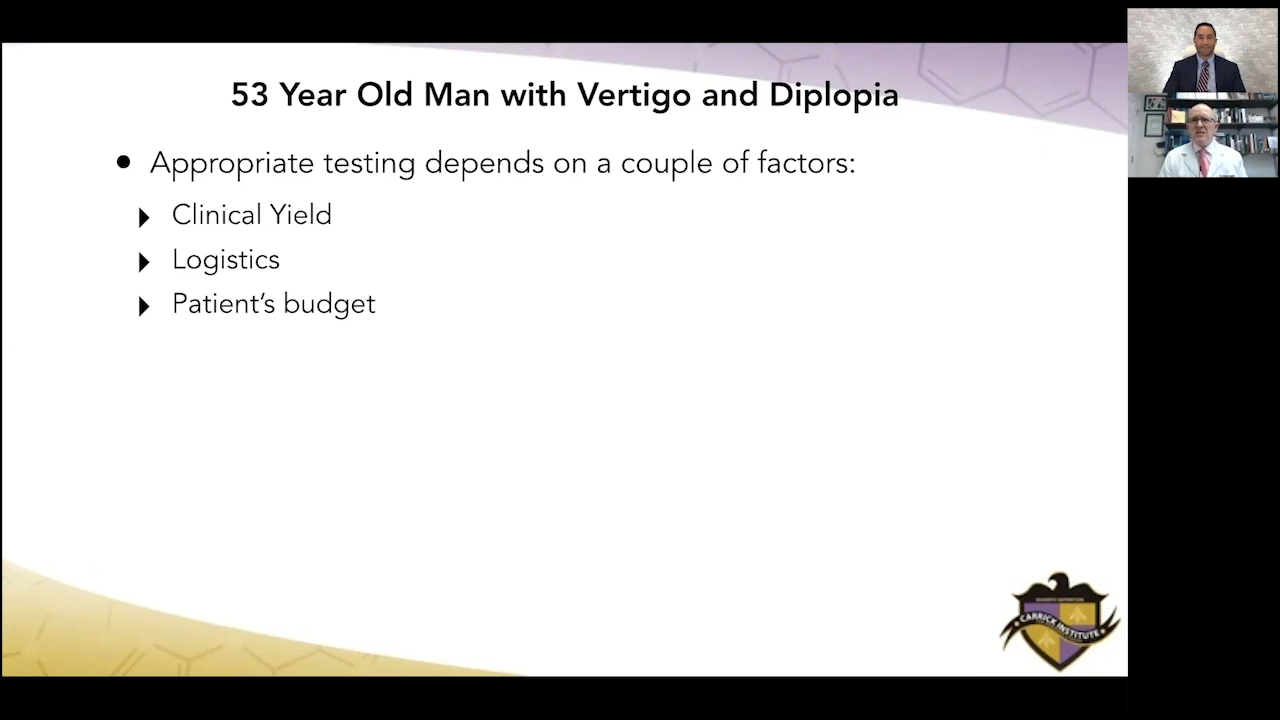 53 Year Old Man with Vertigo and Diplopia
Appropriate testing depends on a couple of factors:
Clinical Yield
Logistics
Patient's budget
CARRICK INSTITUTE